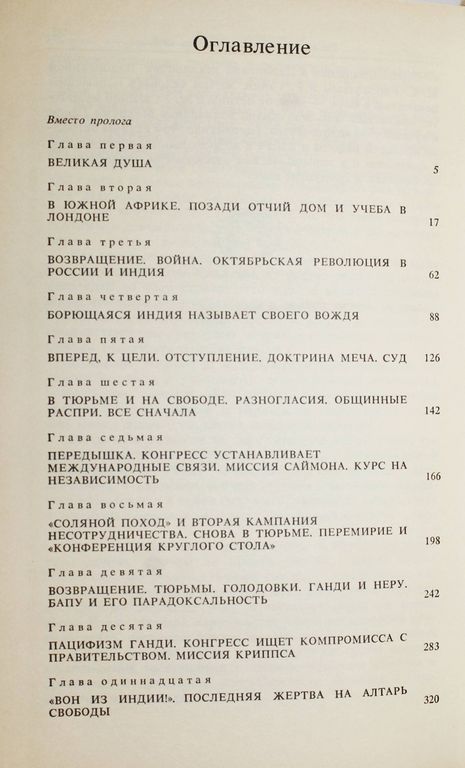 Оглавление
Вместо пролога
Глава первая
ВЕЛИКАЯ ДУША 5
Глава вторая
В ЮЖНОЙ АФРИКЕ. ПОЗАДИ ОТЧИЙ ДОМ И УЧЕБА В
ЛОНДОНЕ 17
Глава третья
ВОЗВРАЩЕНИЕ. ВОЙНА. ОКТЯБРЬСКАЯ РЕВОЛЮЦИЯ В
РОССИИ И ИНДИЯ 62
Глава четвертая
БОРЮЩАЯСЯ ИНДИЯ НАЗЫВАЕТ СВОЕГО ВОЖДЯ 88
Глава пятая
ВПЕРЕД, К ЦЕЛИ. ОТСТУПЛЕНИЕ. ДОКТРИНА МЕЧА. СУД 126
Глава шестая
В ТЮРЬМЕ И НА СВОБОДЕ. РАЗНОГЛАСИЯ. ОБЩИННЫЕ
РАСПРИ. ВСЕ СНАЧАЛА 142
Глава седьмая
ПЕРЕДЫШКА. КОНГРЕСС УСТАНАВЛИВАЕТ
МЕЖДУНАРОДНЫЕ СВЯЗИ. МИССИЯ САЙМОНА. КУРС НА
НЕЗАВИСИМОСТЬ 166
Глава восьмая
«СОЛЯНОЙ ПОХОД» И ВТОРАЯ КАМПАНИЯ
НЕСОТРУДНИЧЕСТВА. СНОВА В ТЮРЬМЕ. ПЕРЕМИРИЕ И
«КОНФЕРЕНЦИЯ КРУГЛОГО СТОЛА» 198
Глава девятая
ВОЗВРАЩЕНИЕ. ТЮРЬМЫ. ГОЛОДОВКИ. ГАНДИ И НЕРУ.
БАПУ И ЕГО ПАРАДОКСАЛЬНОСТЬ 242
Глава десятая
ПАЦИФИЗМ ГАНДИ. КОНГРЕСС ИЩЕТ КОМПРОМИССА С
ПРАВИТЕЛЬСТВОМ. МИССИЯ КРИППСА 283
Глава одиннадцатая
«ВОН ИЗ ИНДИИ!». ПОСЛЕДНЯЯ ЖЕРТВА НА АЛТАРЬ
СВОБОДЫ 320